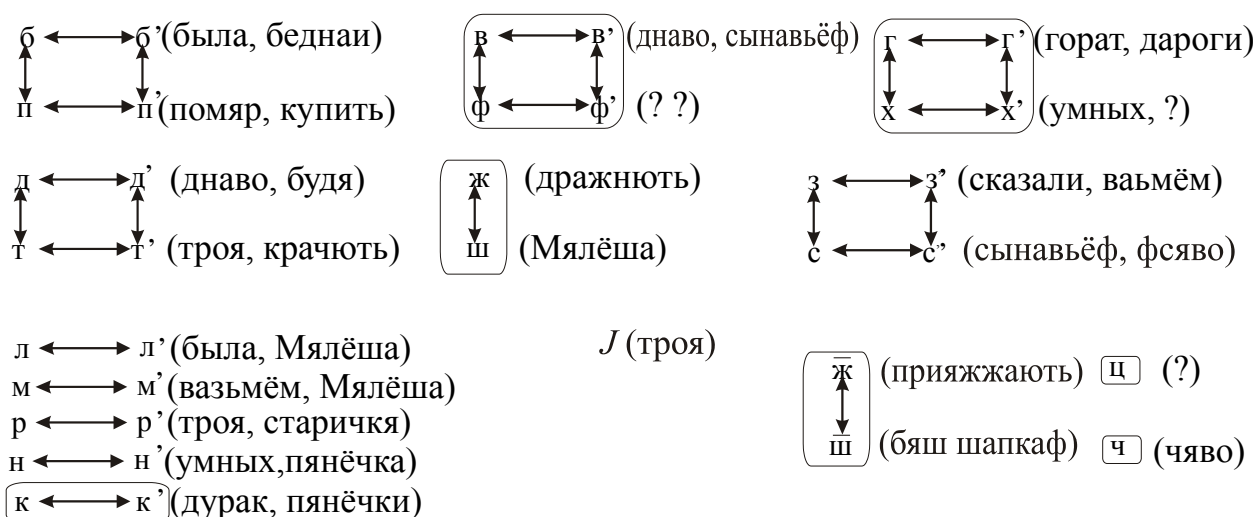 б б’ (была, беднаи) в в’ (днаво, сынавьёф) г г’ (горат, дароги)
п п’ (помяр, купить) ф ф’ (? ?) х х’ (умных, ?)
д д’ (днаво, будя) ж (дражнють) з з’ (сказали, ваьмём)
т т’ (троя, крачють) ш (Мялёша) с с’ (сынавьёф, фсяво)
л л’ (была, Мялёша) J (троя)
м м’ (вазьмём, Мялёша) ж̅ (прияжжають) ц (?)
р р’ (троя, старичкя)
н н’ (умных,пянёчка) ш̅ (бяш шапкаф) ч (чяво)
к к’ (дурак, пянёчки)